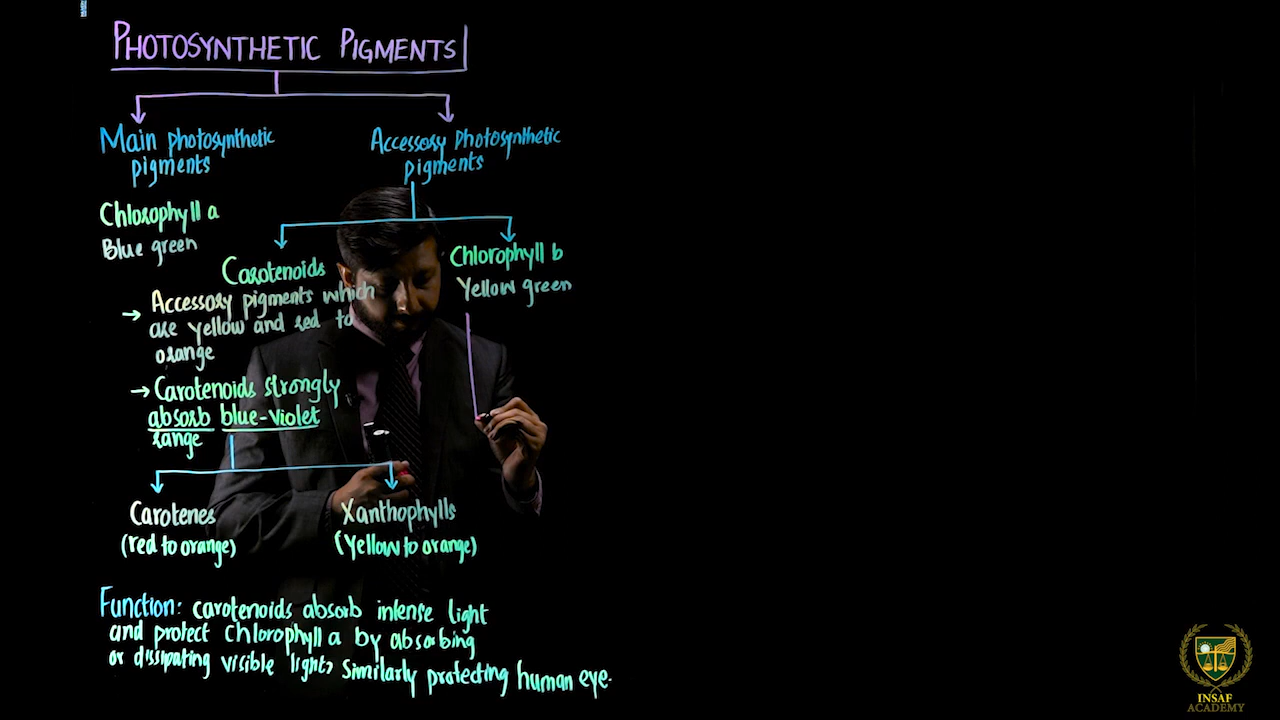 PHOTOSYNTHETIC PIGMENTS
Main photosynthetic
pigments
Accessory photosynthetic
pigments
Chlorophyll a
Blue green
Carotenoids
Chlorophyll b
Yellow green
→ Accessory pigments which
are yellow and red to
orange
→ Carotenoids strongly
absorb blue-violet
range
Carotenes
(red to orange)
Xanthophylls
(Yellow to orange)
Function: carotenoids absorb intense light
and protect chlorophyll a by absorbing
or dissipating visible light, similarly protecting human eye.
INSAF
ACADEMY